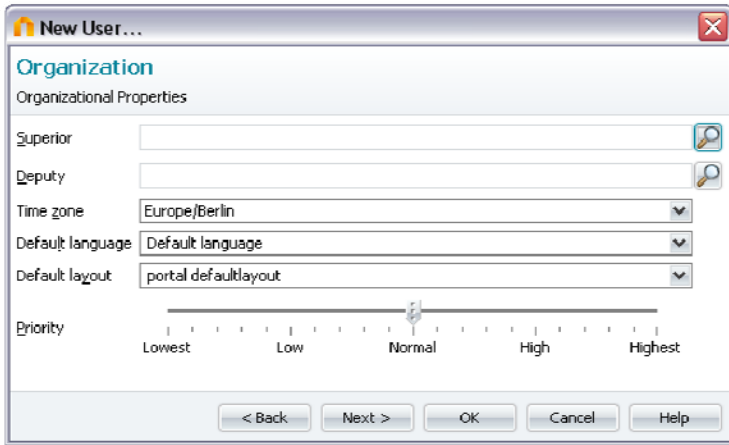 New User...
Organization
Organizational Properties
Superior
Deputy
Time zone Europe/Berlin
Default language Default language
Default layout portal defaultlayout
Priority
Lowest Low Normal High Highest
< Back Next > OK Cancel Help